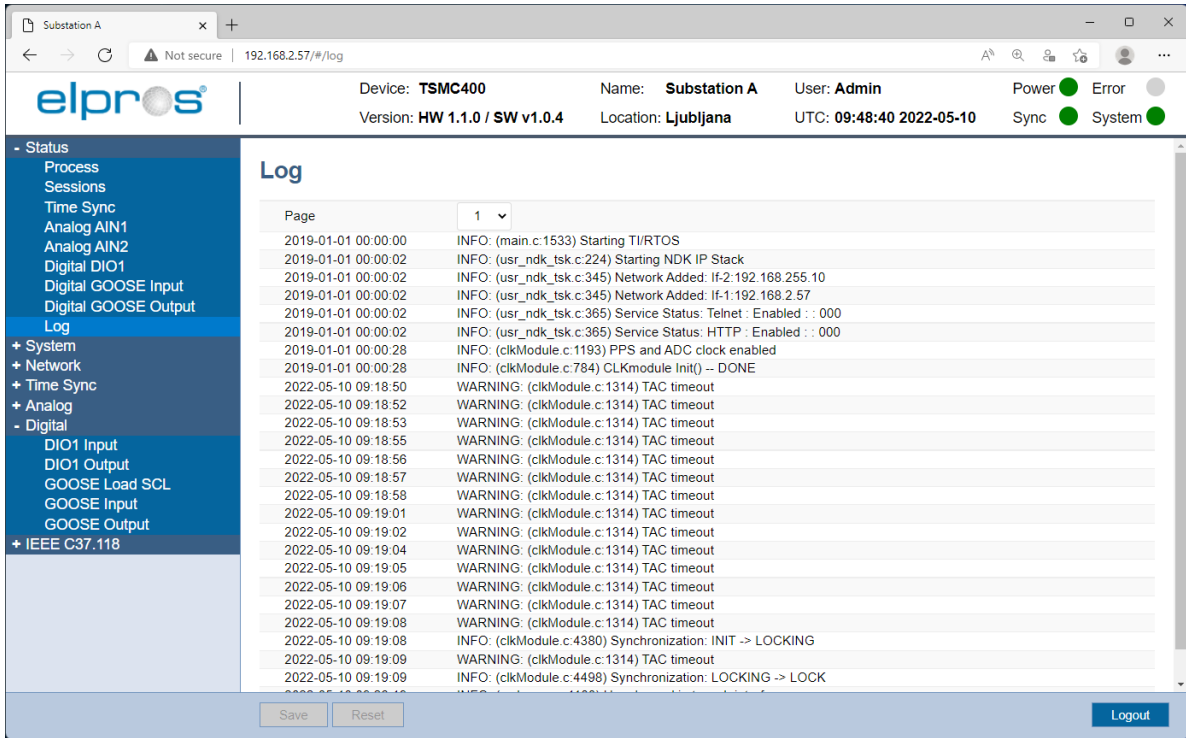 Substation A
Not secure 192.168.2.57/#/log
elpros
Device: TSMC400 Name: Substation A User: Admin Power Error
Version: HW 1.1.0 / SW v1.0.4 Location: Ljubljana UTC: 09:48:40 2022-05-10 Sync System
- Status
Process
Sessions
Time Sync
Analog AIN1
Analog AIN2
Digital DIO1
Digital GOOSE Input
Digital GOOSE Output
Log
+ System
+ Network
+ Time Sync
+ Analog
- Digital
DIO1 Input
DIO1 Output
GOOSE Load SCL
GOOSE Input
GOOSE Output
+ IEEE C37.118
Log
Page 1
2019-01-01 00:00:00 INFO: (main.c:1533) Starting TI/RTOS
2019-01-01 00:00:02 INFO: (usr_ndk_tsk.c:224) Starting NDK IP Stack
2019-01-01 00:00:02 INFO: (usr_ndk_tsk.c:345) Network Added: If-2:192.168.255.10
2019-01-01 00:00:02 INFO: (usr_ndk_tsk.c:345) Network Added: If-1:192.168.2.57
2019-01-01 00:00:02 INFO: (usr_ndk_tsk.c:365) Service Status: Telnet : Enabled : : 000
2019-01-01 00:00:02 INFO: (usr_ndk_tsk.c:365) Service Status: HTTP : Enabled : : 000
2019-01-01 00:00:28 INFO: (clkModule.c:1193) PPS and ADC clock enabled
2019-01-01 00:00:28 INFO: (clkModule.c:784) CLKmodule Init() -- DONE
2022-05-10 09:18:50 WARNING: (clkModule.c:1314) TAC timeout
2022-05-10 09:18:52 WARNING: (clkModule.c:1314) TAC timeout
2022-05-10 09:18:53 WARNING: (clkModule.c:1314) TAC timeout
2022-05-10 09:18:55 WARNING: (clkModule.c:1314) TAC timeout
2022-05-10 09:18:56 WARNING: (clkModule.c:1314) TAC timeout
2022-05-10 09:18:57 WARNING: (clkModule.c:1314) TAC timeout
2022-05-10 09:18:58 WARNING: (clkModule.c:1314) TAC timeout
2022-05-10 09:19:01 WARNING: (clkModule.c:1314) TAC timeout
2022-05-10 09:19:02 WARNING: (clkModule.c:1314) TAC timeout
2022-05-10 09:19:04 WARNING: (clkModule.c:1314) TAC timeout
2022-05-10 09:19:05 WARNING: (clkModule.c:1314) TAC timeout
2022-05-10 09:19:06 WARNING: (clkModule.c:1314) TAC timeout
2022-05-10 09:19:07 WARNING: (clkModule.c:1314) TAC timeout
2022-05-10 09:19:08 WARNING: (clkModule.c:1314) TAC timeout
2022-05-10 09:19:08 INFO: (clkModule.c:4380) Synchronization: INIT -> LOCKING
2022-05-10 09:19:09 WARNING: (clkModule.c:1314) TAC timeout
2022-05-10 09:19:09 INFO: (clkModule.c:4498) Synchronization: LOCKING -> LOCK
Save Reset Logout